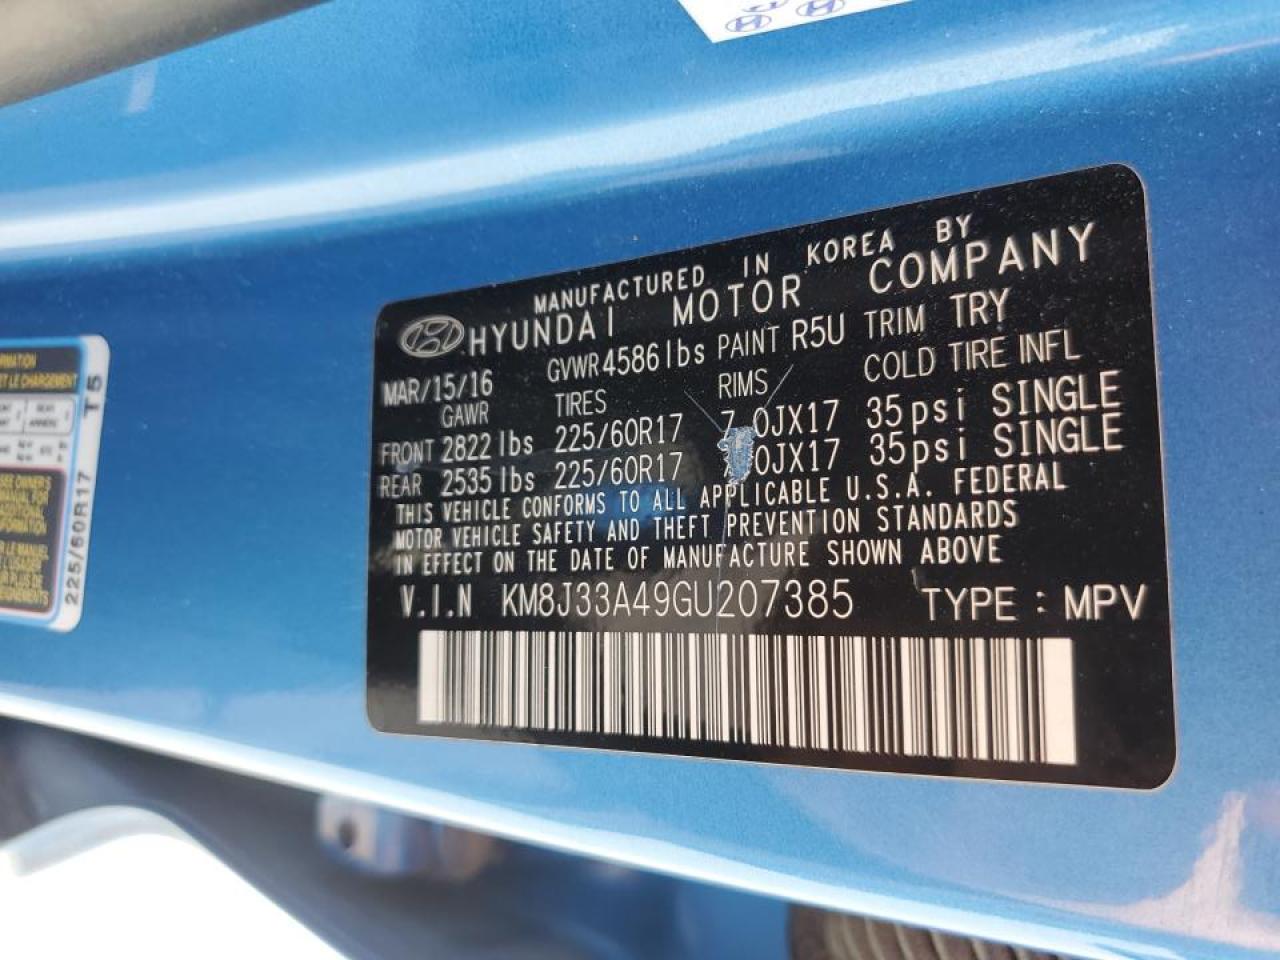 MANUFACTURED IN KOREA BY
HYUNDAI MOTOR COMPANY
MAR/15/16 GVWR 4586 lbs PAINT R5U TRIM TRY
GAWR TIRES RIMS COLD TIRE INFL
FRONT 2822 lbs 225/60R17 7.0JX17 35psi SINGLE
REAR 2535 lbs 225/60R17 0JX17 35psi SINGLE
THIS VEHICLE CONFORMS TO ALL APPLICABLE U.S.A. FEDERAL
MOTOR VEHICLE SAFETY AND THEFT PREVENTION STANDARDS
IN EFFECT ON THE DATE OF MANUFACTURE SHOWN ABOVE
V.I.N KM8J33A49GU207385 TYPE : MPV
225/60R17 T5